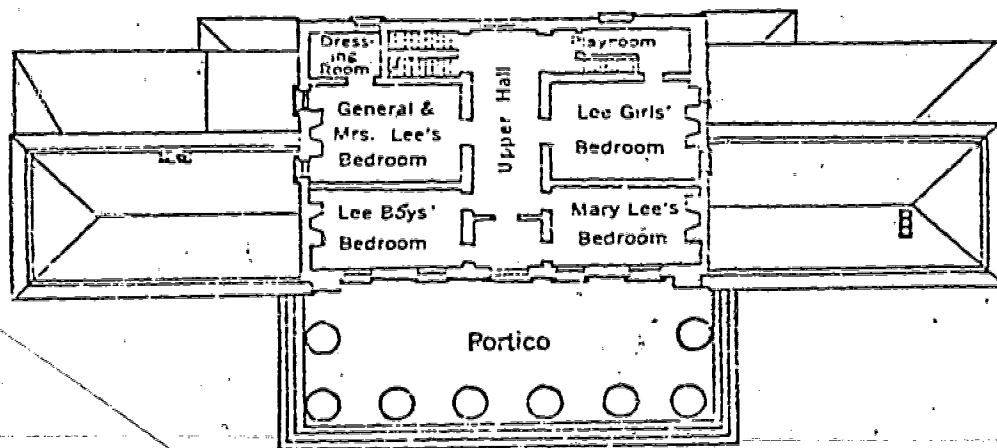 Dress-
ing
Room
Playroom
General &
Mrs. Lee's
Bedroom
Upper Hall
Lee Girls'
Bedroom
Lee Boys'
Bedroom
Mary Lee's
Bedroom
Portico